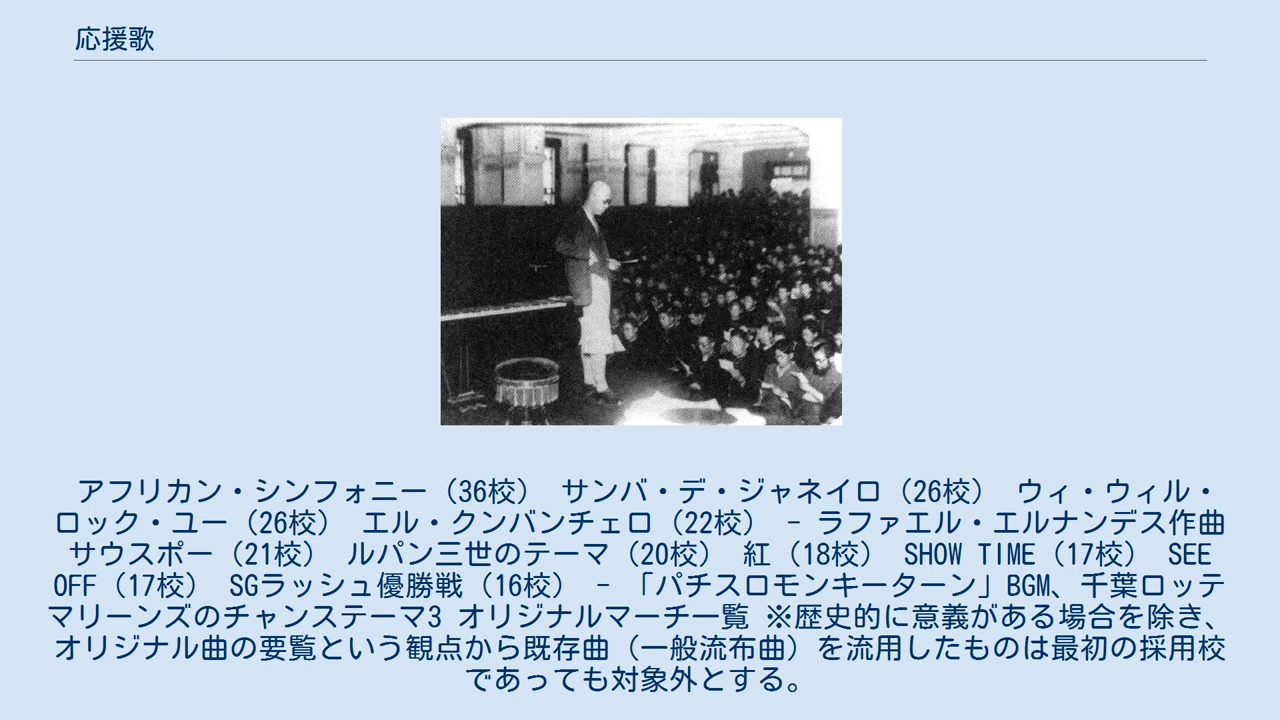 応援歌
アフリカン・シンフォニー（36校） サンバ・デ・ジャネイロ（26校） ウィ・ウィル・
ロック・ユー（26校） エル・クンバンチェロ（22校） - ラファエル・エルナンデス作曲
サウスポー（21校） ルパン三世のテーマ（20校） 紅（18校） SHOW TIME（17校） SEE
OFF（17校） SGラッシュ優勝戦（16校） - 「パチスロモンキーターン」BGM、千葉ロッテ
マリーンズのチャンステーマ3 オリジナルマーチ一覧 ※歴史的に意義がある場合を除き、
オリジナル曲の要覧という観点から既存曲（一般流布曲）を流用したものは最初の採用校
であっても対象外とする。